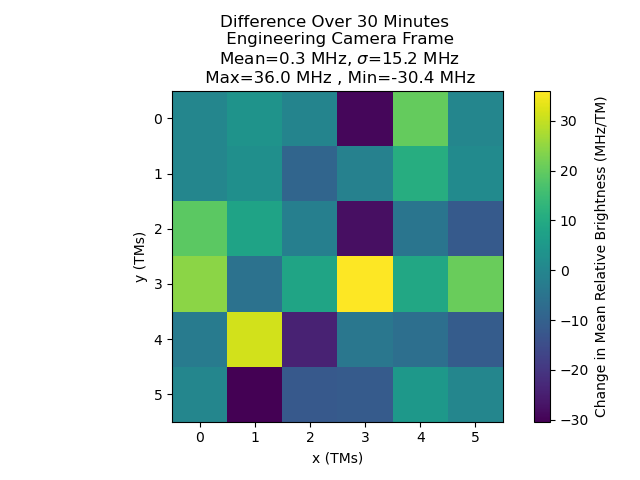 Difference Over 30 Minutes
Engineering Camera Frame
Mean=0.3 MHz, σ=15.2 MHz
Max=36.0 MHz , Min=-30.4 MHz
0
1
2
3
4
5
y (TMs)
0 1 2 3 4 5
x (TMs)
30
20
10
0
−10
−20
−30
Change in Mean Relative Brightness (MHz/TM)